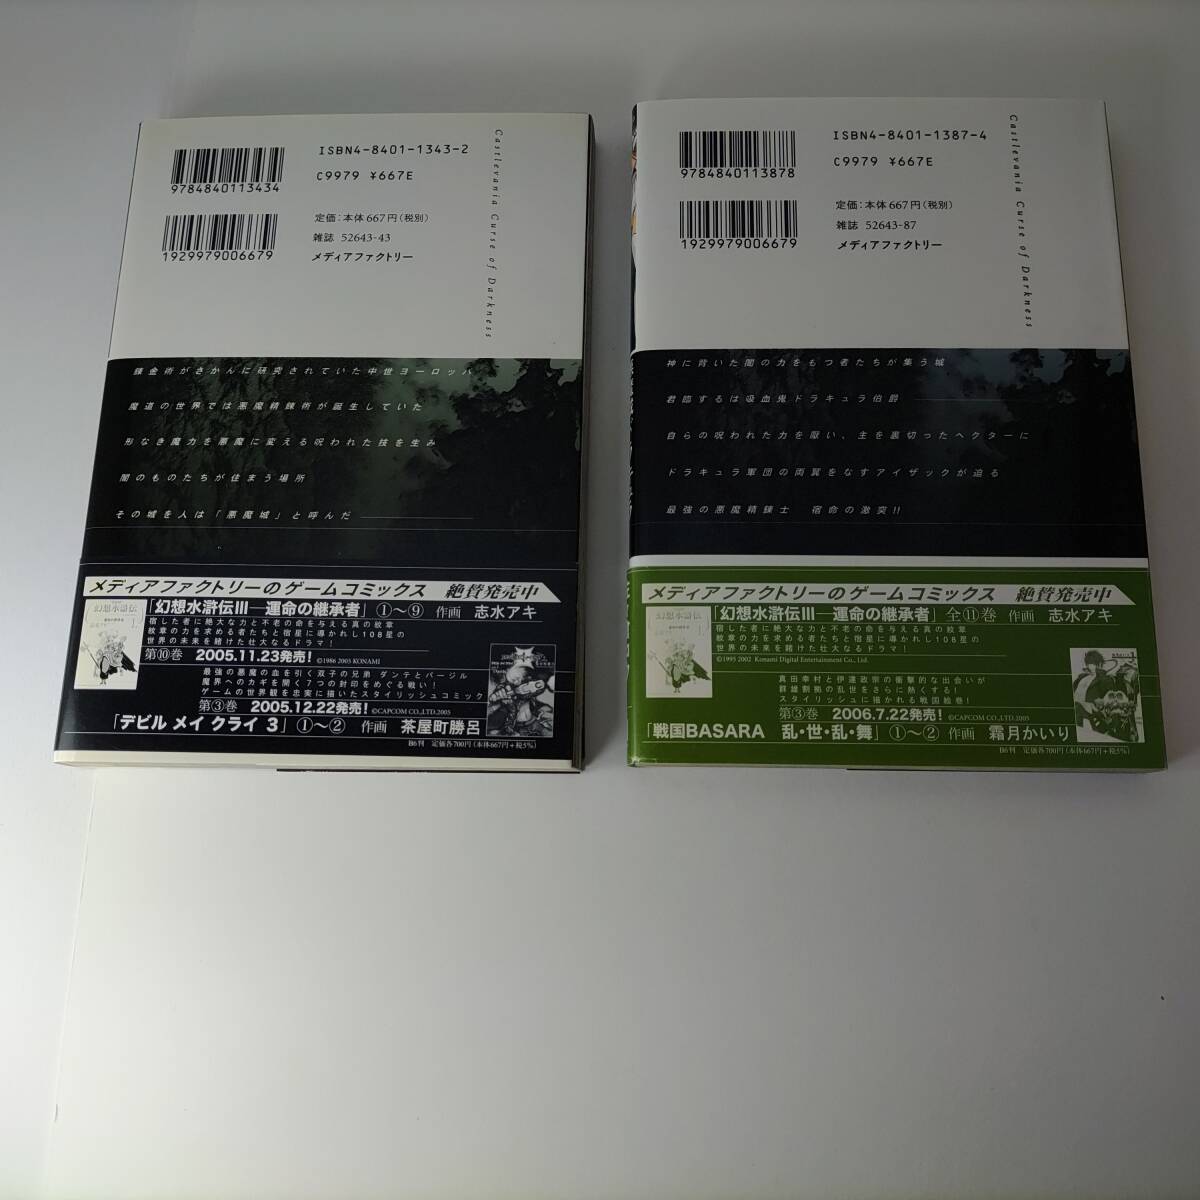 ISBN4-8401-1343-2
C9979 ¥667E
9784840113434
1929979006679
定価:本体667円(税別)
雑誌 52643-43
メディアファクトリー
Castlevania Curse of Darkness
錬金術がさかんに研究されていた中世ヨーロッパ
魔道の世界では悪魔精錬術が誕生していた
形なき魔力を悪魔に変える呪われた技を生み
闇のものたちが住まう場所
その城を人は「悪魔城」と呼んだ
メディアファクトリーのゲームコミックス 絶賛発売中
幻想水滸伝
「幻想水滸伝III―運命の継承者」①〜⑨ 作画 志水アキ
宿した者に絶大な力と不老の命を与える真の紋章
紋章の力を求める者たちと宿星に導かれし108星の
世界の未来を賭けた壮大なドラマ!
第⑩巻 2005.11.23発売! ©1986 2005 KONAMI
最強の悪魔の血を引く双子の兄弟 ダンテとバージル
魔界へのカギを開く7つの封印をめぐる戦い!
ゲームの世界観を忠実に描いたスタイリッシュコミック
第③巻 2005.12.22発売! ©CAPCOM CO.,LTD.2005
「デビル メイ クライ 3」①〜② 作画 茶屋町勝呂
B6判 定価各700円(本体667円+税5%)
ISBN4-8401-1387-4
C9979 ¥667E
9784840113878
1929979006679
定価:本体667円(税別)
雑誌 52643-87
メディアファクトリー
Castlevania Curse of Darkness
神に背いた闇の力をもつ者たちが集う城
君臨するは吸血鬼ドラキュラ伯爵
自らの呪われた力を厭い、主を裏切ったヘクターに
ドラキュラ軍団の両翼をなすアイザックが迫る
最強の悪魔精錬士 宿命の激突!!
メディアファクトリーのゲームコミックス 絶賛発売中
幻想水滸伝
「幻想水滸伝III―運命の継承者」全⑪巻 作画 志水アキ
宿した者に絶大な力と不老の命を与える真の紋章
紋章の力を求める者たちと宿星に導かれし108星の
世界の未来を賭けた壮大なドラマ!
©1995 2002 Konami Digital Entertainment Co., Ltd.
真田幸村と伊達政宗の衝撃的な出会いが
群雄割拠の乱世をさらに熱くする!
スタイリッシュに描かれる戦国絵巻!
第③巻 2006.7.22発売! ©CAPCOM CO.,LTD.2005
「戦国BASARA 乱・世・乱・舞」①〜② 作画 霜月かいり
B6判 定価各700円(本体667円+税5%)